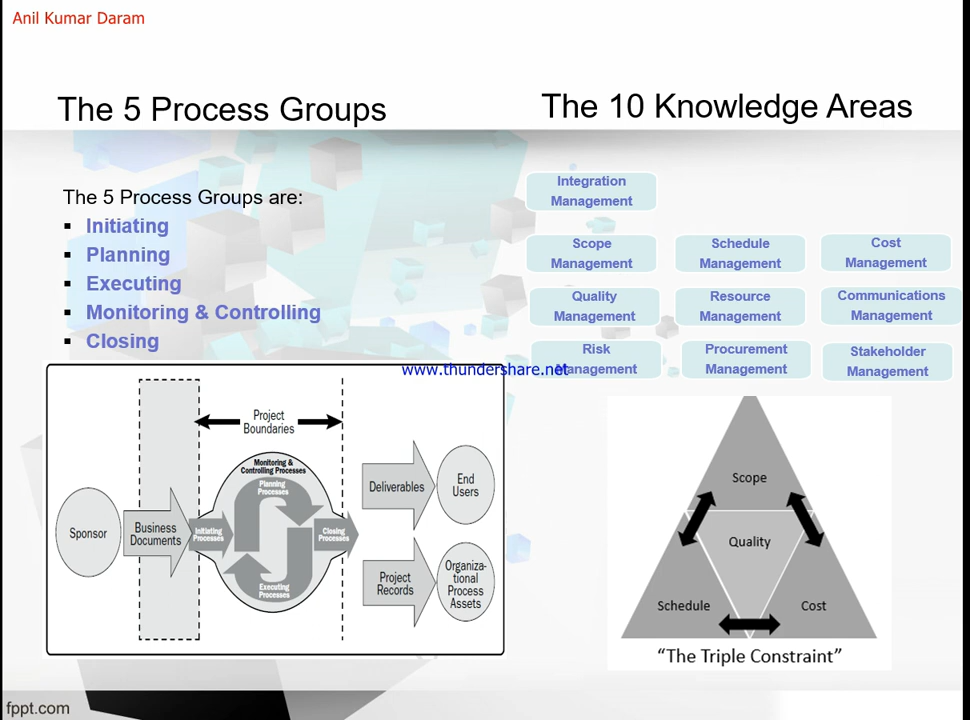 Anil Kumar Daram
The 5 Process Groups
The 5 Process Groups are:
▪ Initiating
▪ Planning
▪ Executing
▪ Monitoring & Controlling
▪ Closing
Project
Boundaries
Monitoring &
Controlling Processes
Planning
Processes
Sponsor
Business
Documents
Initiating
Processes
Closing
Processes
Executing
Processes
Deliverables
End
Users
Project
Records
Organiza-
tional
Process
Assets
The 10 Knowledge Areas
Integration
Management
Scope
Management
Schedule
Management
Cost
Management
Quality
Management
Resource
Management
Communications
Management
Risk
Management
Procurement
Management
Stakeholder
Management
www.thundershare.net
Scope
Quality
Schedule
Cost
“The Triple Constraint”
fppt.com